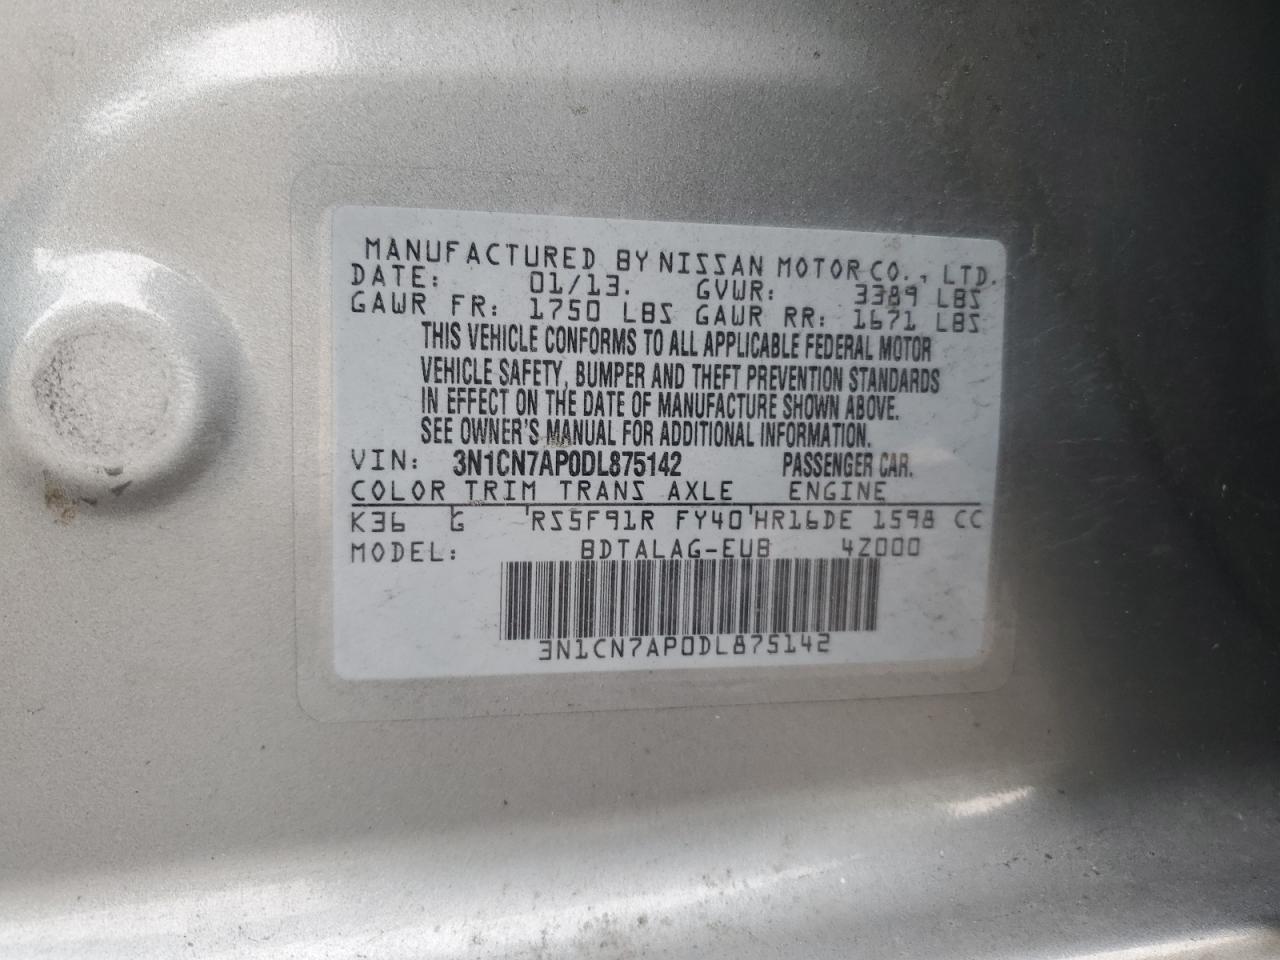 MANUFACTURED BY NISSAN MOTOR CO., LTD.
DATE: 01/13. GVWR: 3389 LBS
GAWR FR: 1750 LBS GAWR RR: 1671 LBS
THIS VEHICLE CONFORMS TO ALL APPLICABLE FEDERAL MOTOR
VEHICLE SAFETY, BUMPER AND THEFT PREVENTION STANDARDS
IN EFFECT ON THE DATE OF MANUFACTURE SHOWN ABOVE.
SEE OWNER'S MANUAL FOR ADDITIONAL INFORMATION.
VIN: 3N1CN7AP0DL875142 PASSENGER CAR.
COLOR TRIM TRANS AXLE ENGINE
K36 G RS5F91R FY40 HR16DE 1598 CC
MODEL: BDTALAG-EUB 4Z000
3N1CN7AP0DL875142